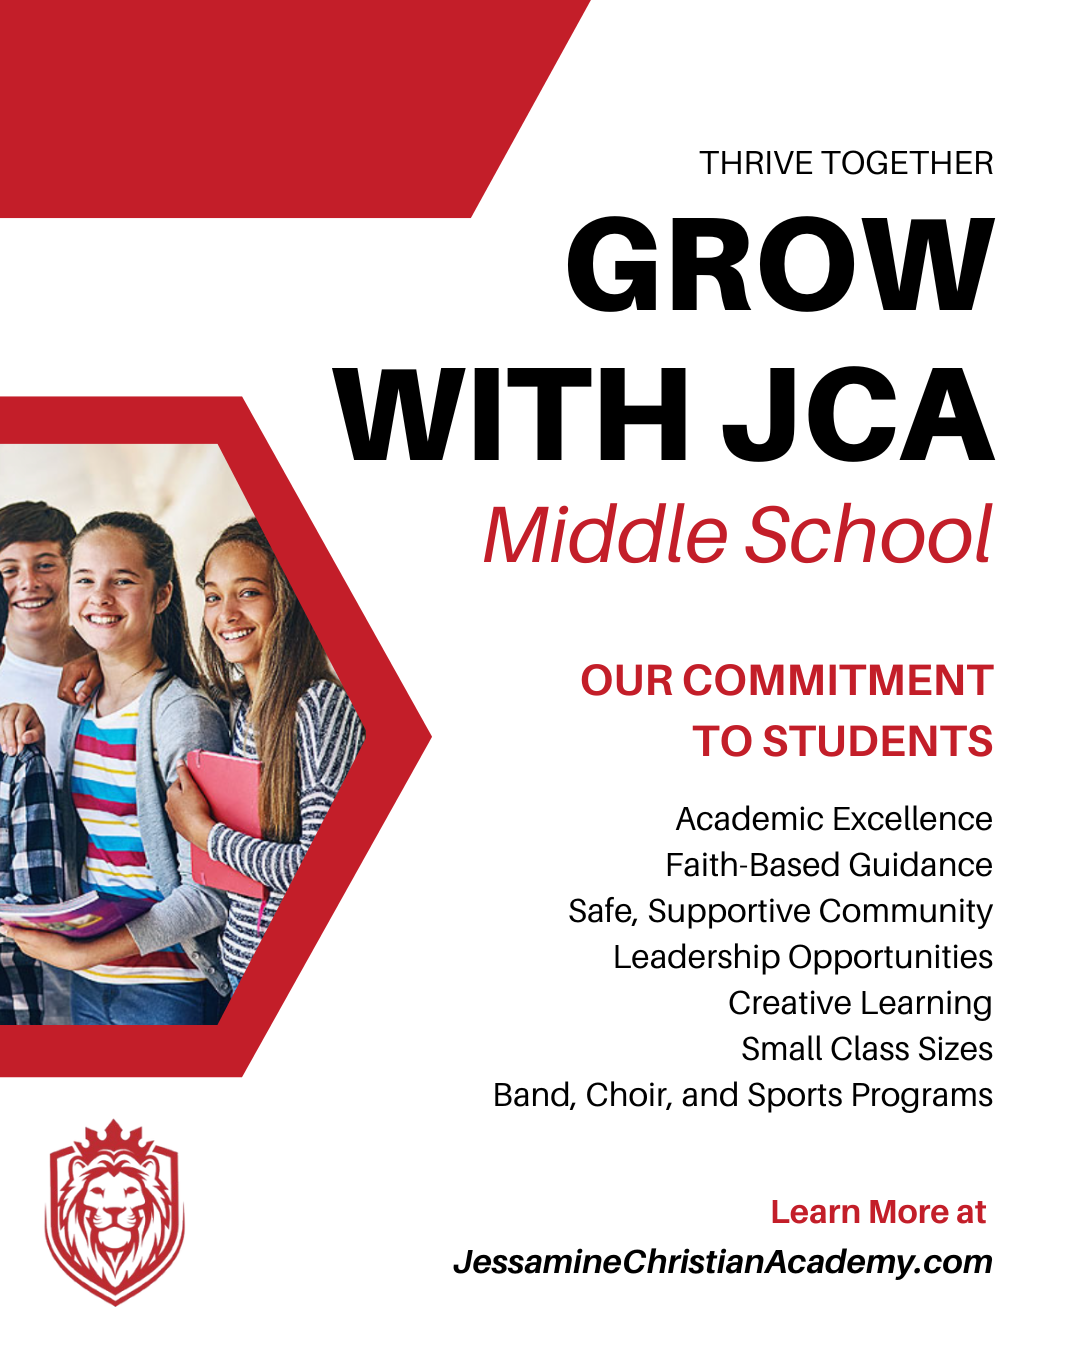 THRIVE TOGETHER
GROW
WITH JCA
Middle School
OUR COMMITMENT
TO STUDENTS
Academic Excellence
Faith-Based Guidance
Safe, Supportive Community
Leadership Opportunities
Creative Learning
Small Class Sizes
Band, Choir, and Sports Programs
Learn More at
JessamineChristianAcademy.com